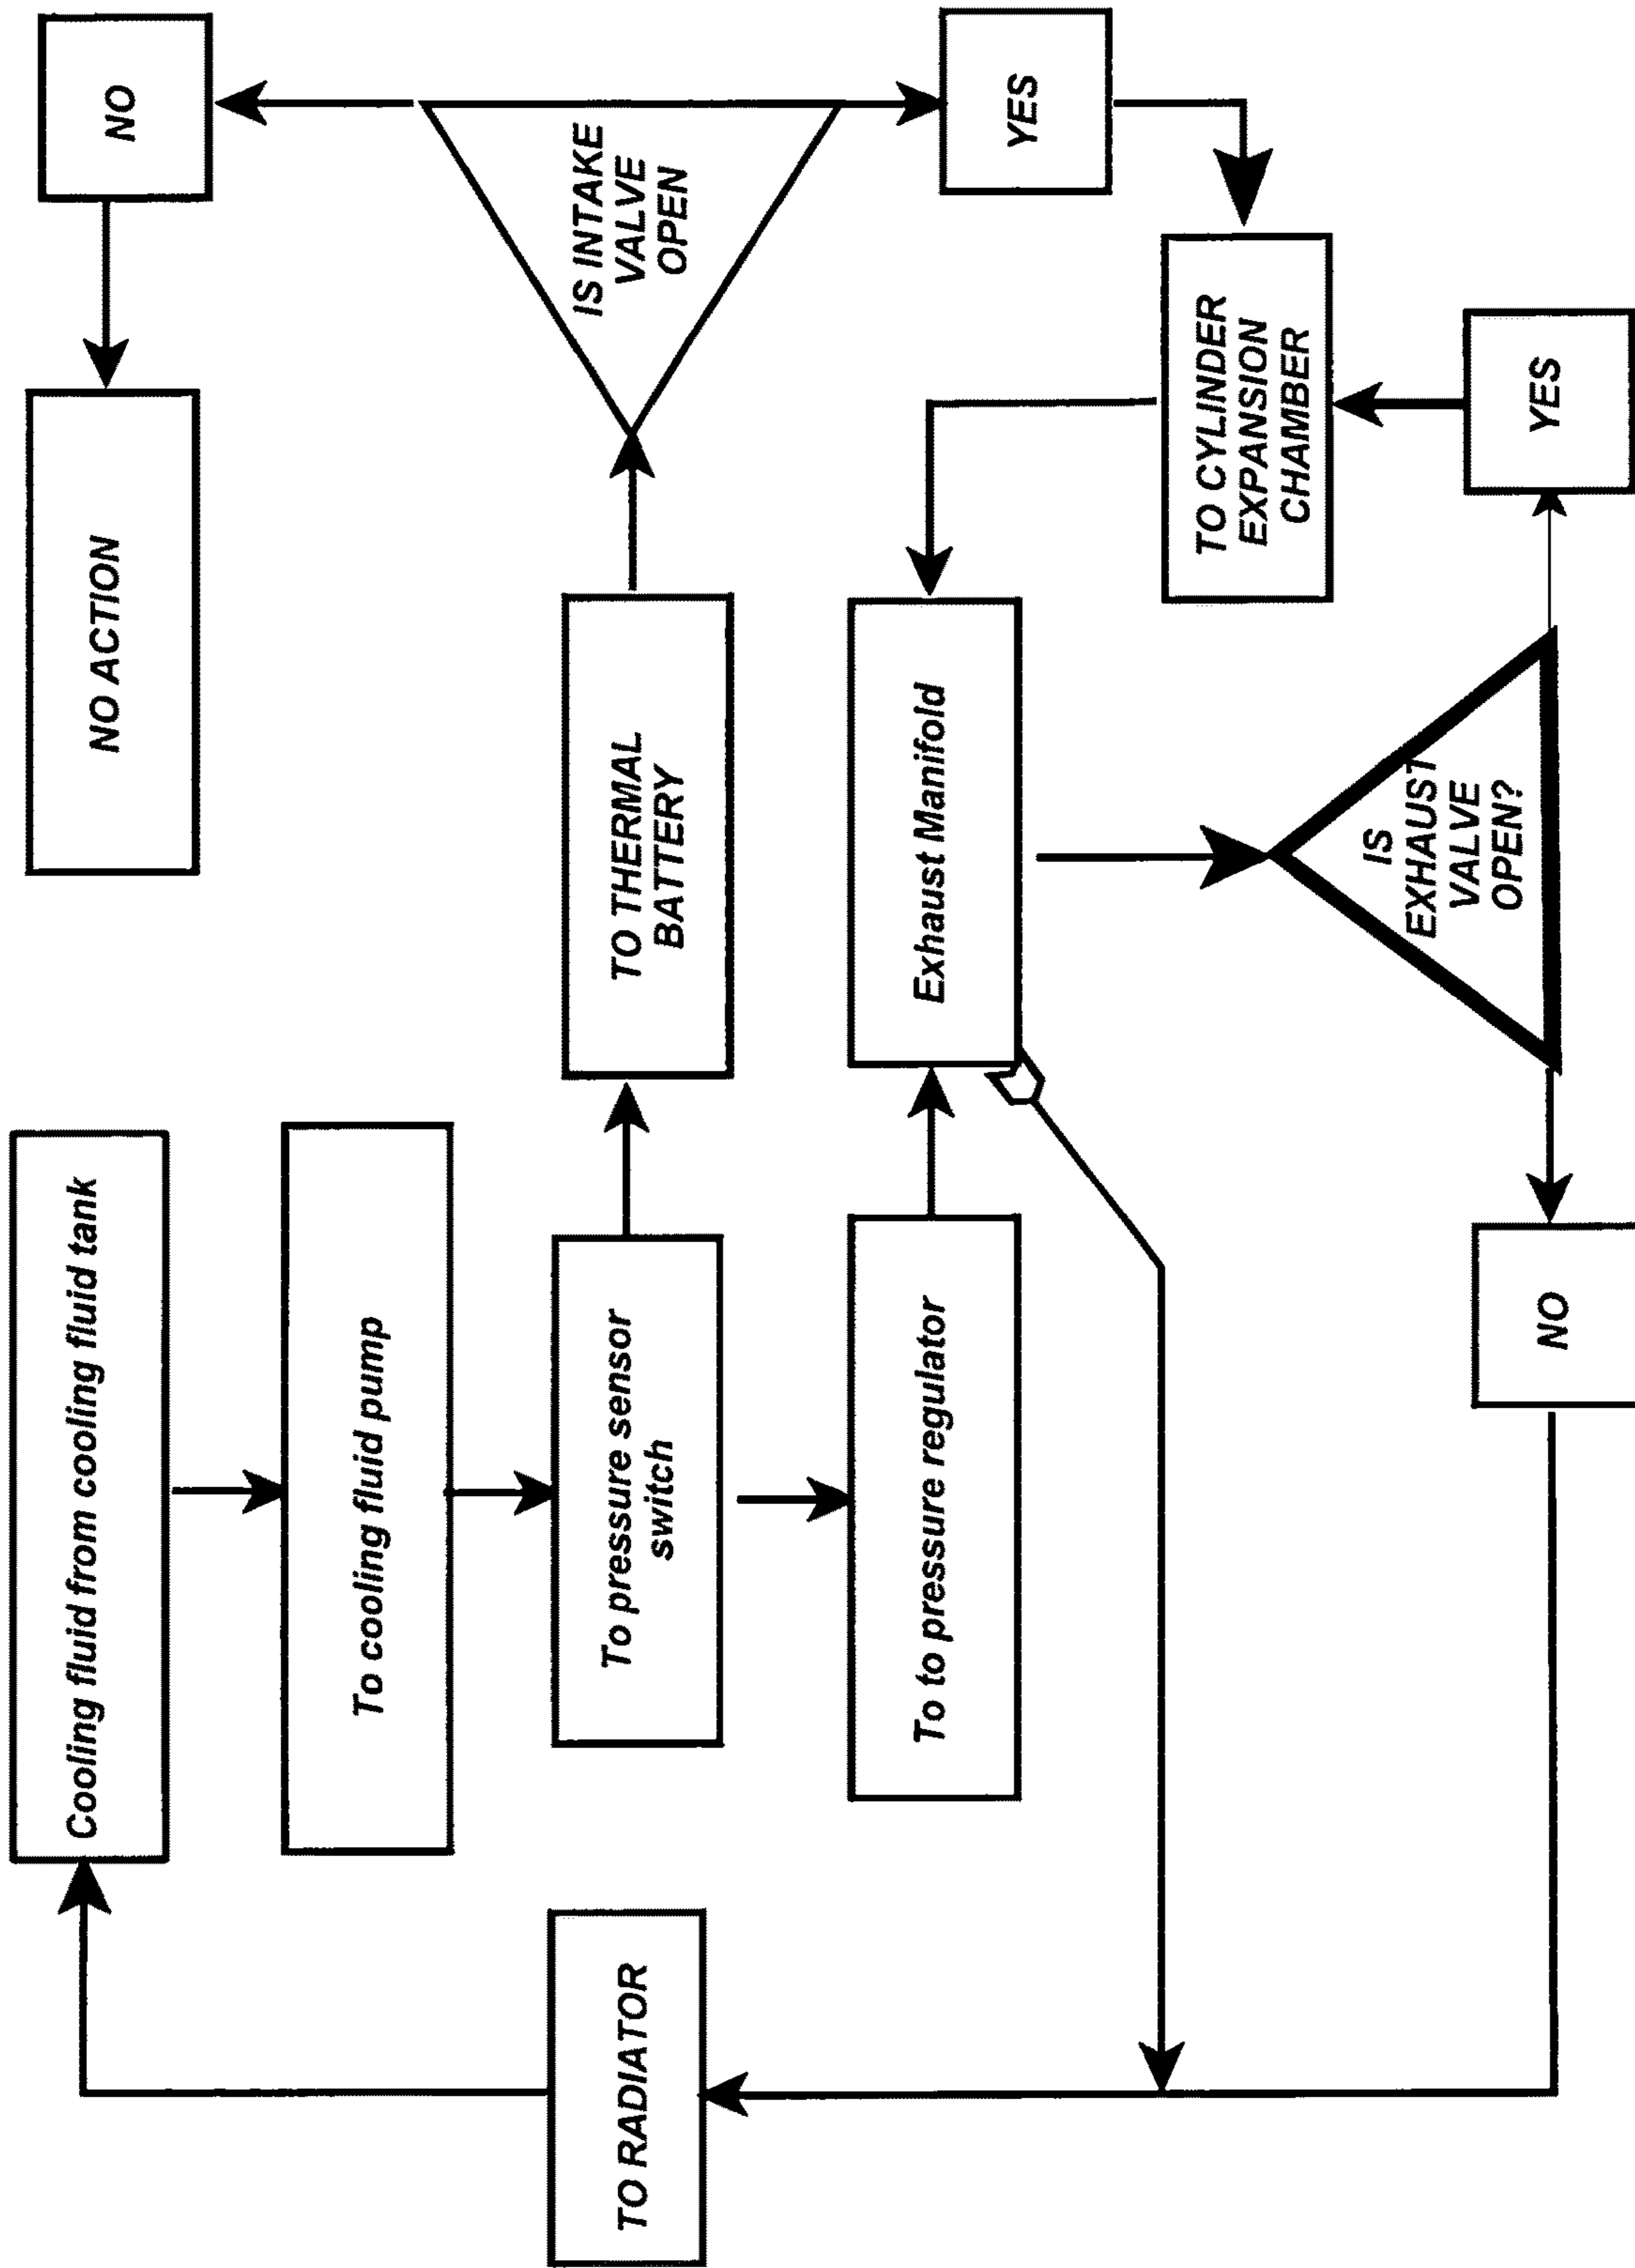 Cooling fluid from cooling fluid tank
To cooling fluid pump
To pressure sensor
switch
To to pressure regulator
TO RADIATOR
TO THERMAL
BATTERY
IS INTAKE
VALVE
OPEN
NO
NO ACTION
YES
TO CYLINDER
EXPANSION
CHAMBER
Exhaust Manifold
IS
EXHAUST
VALVE
OPEN?
YES
NO